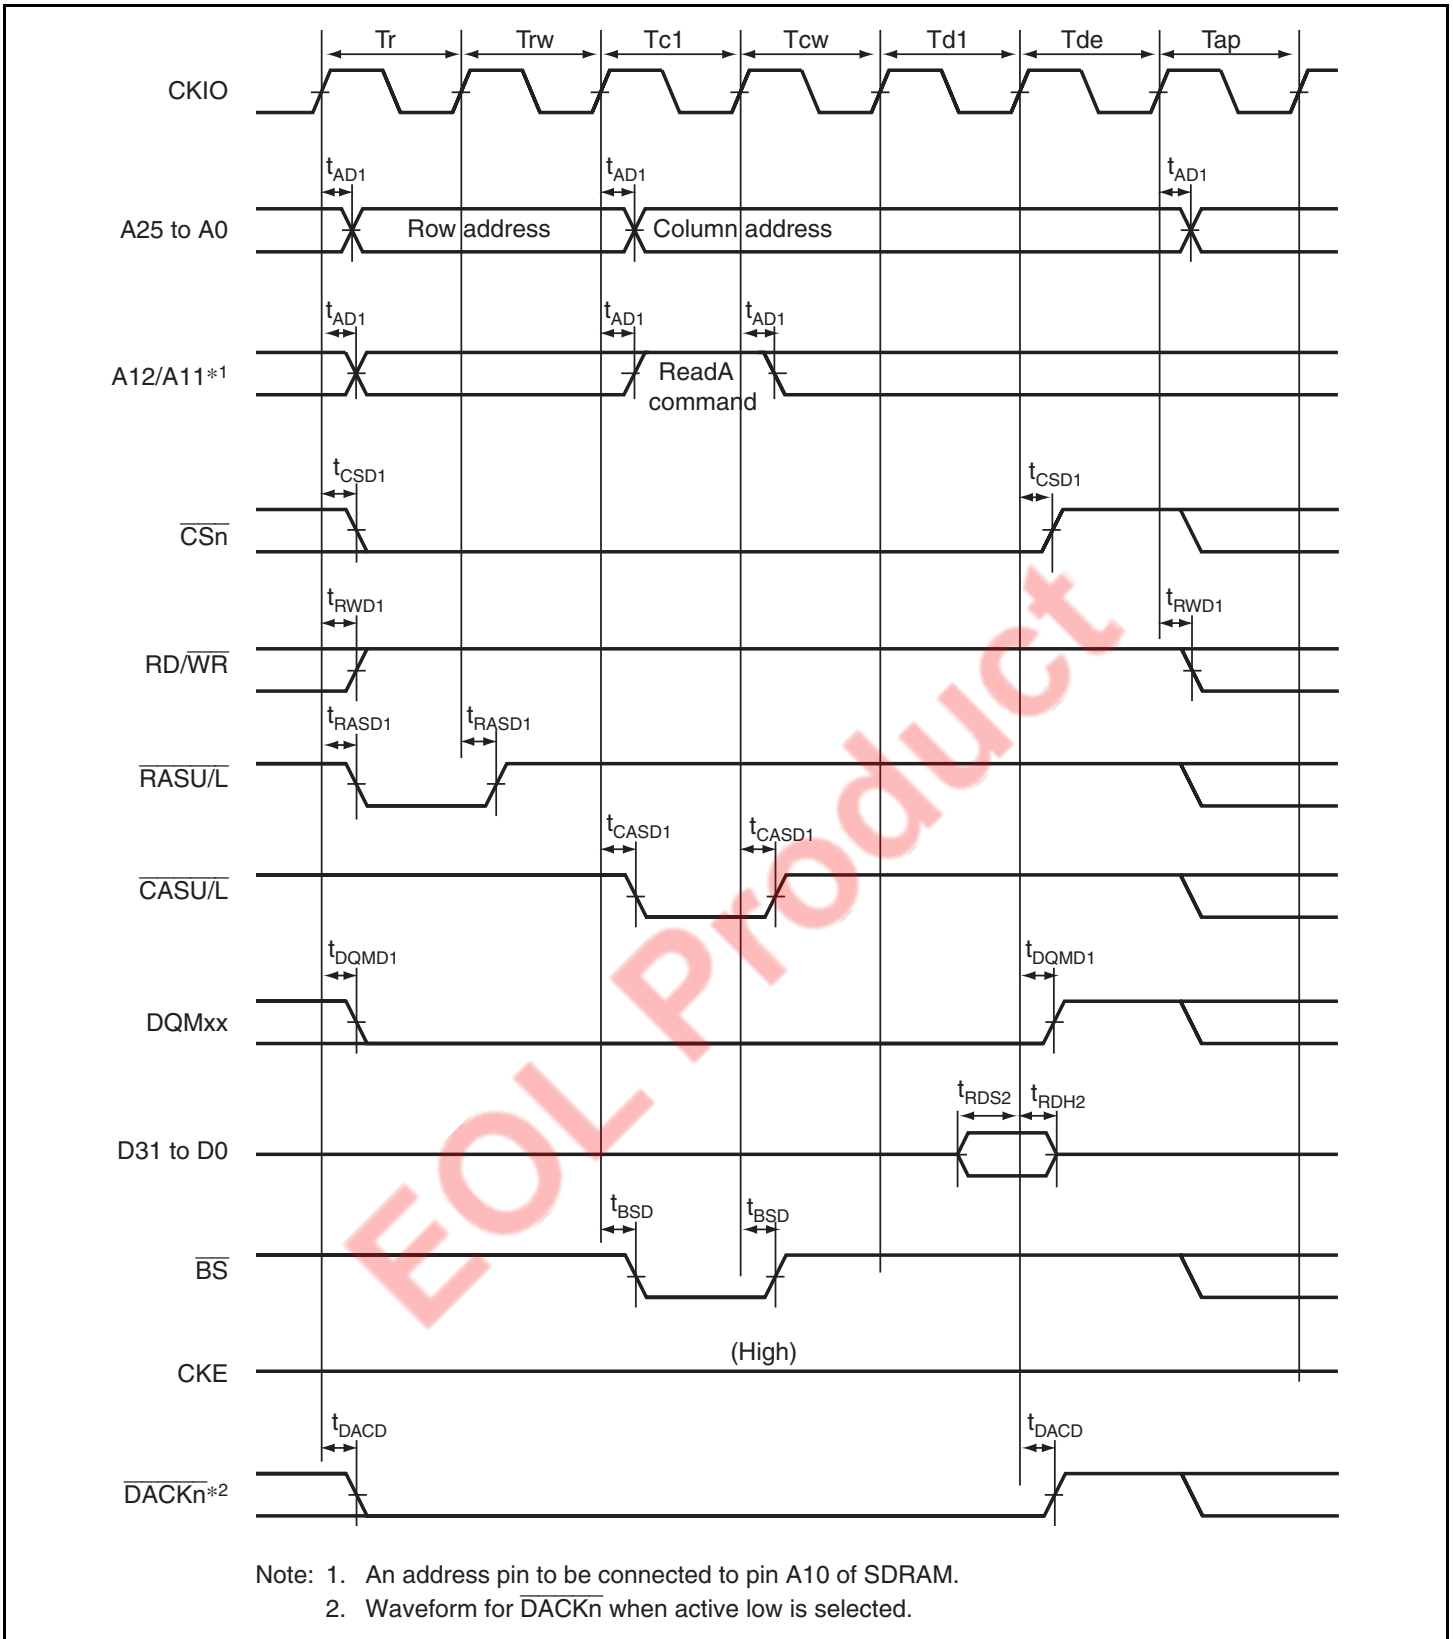 Tr Trw Tc1 Tcw Td1 Tde Tap
CKIO
tAD1 tAD1 tAD1
A25 to A0 Row address Column address
tAD1 tAD1 tAD1
A12/A11*1 ReadA
command
tCSD1 tCSD1
CSn
tRWD1 tRWD1
RD/WR
tRASD1 tRASD1
RASU/L
tCASD1 tCASD1
CASU/L
tDQMD1 tDQMD1
DQMxx
tRDS2 tRDH2
D31 to D0
tBSD tBSD
BS
(High)
CKE
tDACD tDACD
DACKn*2
Note: 1. An address pin to be connected to pin A10 of SDRAM.
2. Waveform for DACKn when active low is selected.
EOL Product